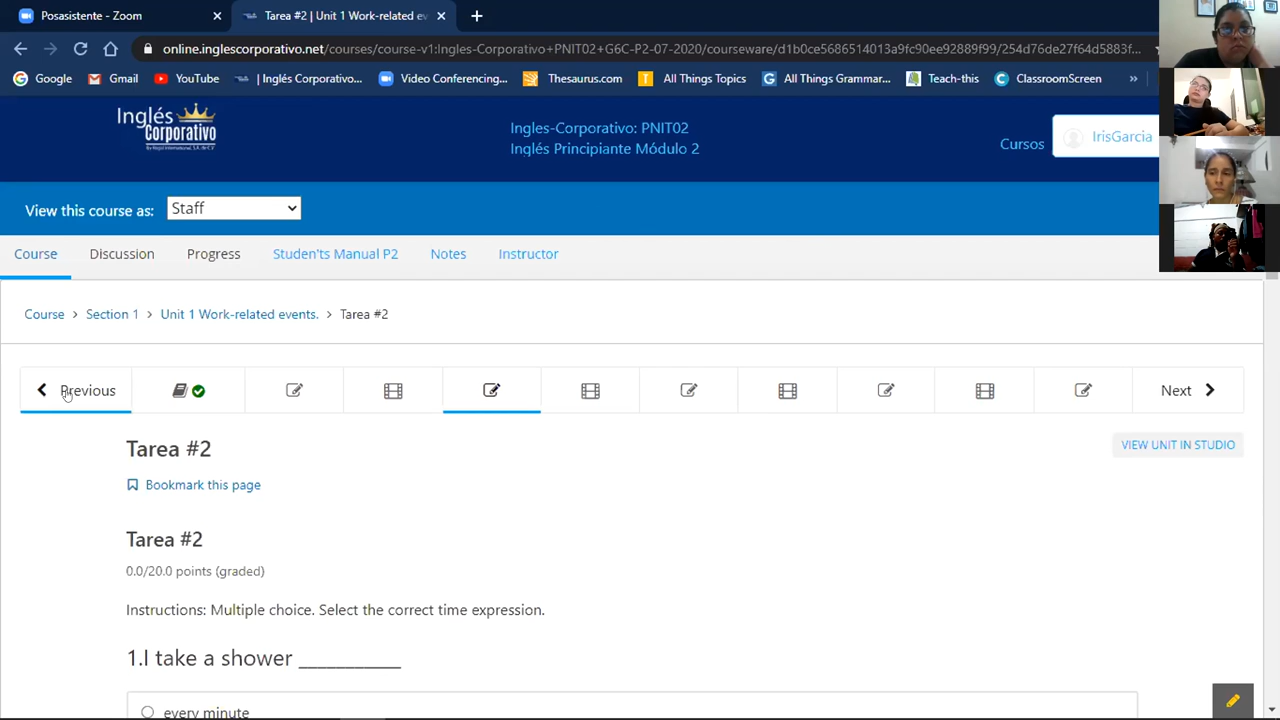 Posasistente - Zoom
Tarea #2 | Unit 1 Work-related ev
online.inglescorporativo.net/courses/course-v1:Ingles-Corporativo+PNIT02+G6C-P2-07-2020/courseware/d1b0ce5686514013a9fc90ee92889f99/254d76de27f64d5883f...
Google
Gmail
YouTube
| Inglés Corporativo...
Video Conferencing...
Thesaurus.com
All Things Topics
All Things Grammar...
Teach-this
ClassroomScreen
»
Inglés
Corporativo
Ingles-Corporativo: PNIT02
Inglés Principiante Módulo 2
Cursos
IrisGarcia
View this course as:
Staff
Course
Discussion
Progress
Studen'ts Manual P2
Notes
Instructor
Course > Section 1 > Unit 1 Work-related events. > Tarea #2
Previous
Next
Tarea #2
VIEW UNIT IN STUDIO
Bookmark this page
Tarea #2
0.0/20.0 points (graded)
Instructions: Multiple choice. Select the correct time expression.
1.I take a shower ___________
every minute